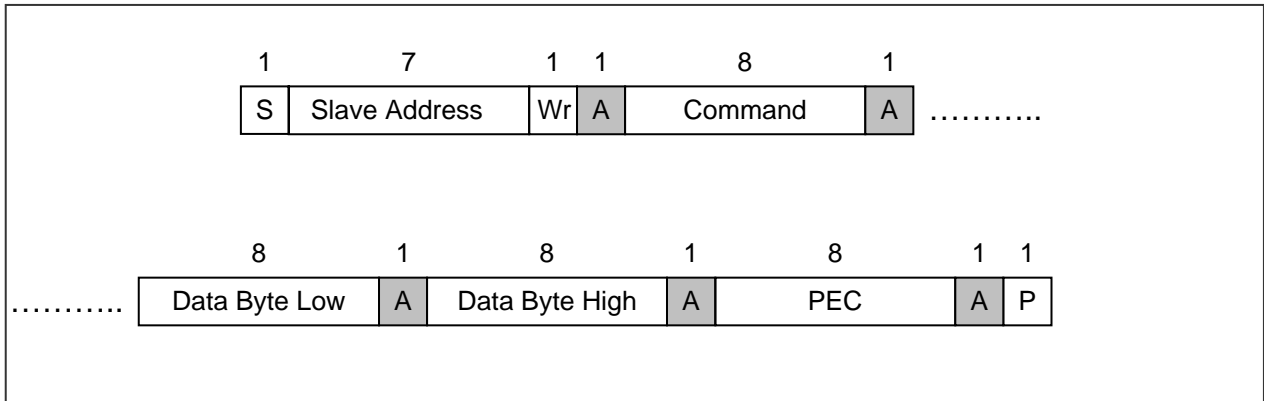 1 7 1 1 8 1
S Slave Address Wr A Command A ………..
8 1 8 1 8 1 1
……….. Data Byte Low A Data Byte High A PEC A P